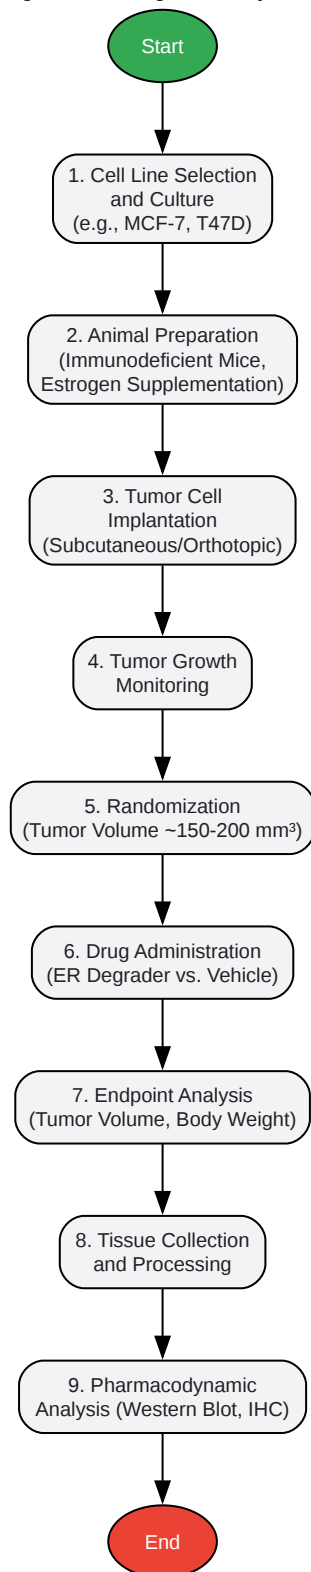 Start
1. Cell Line Selection
and Culture
(e.g., MCF-7, T47D)
2. Animal Preparation
(Immunodeficient Mice,
Estrogen Supplementation)
3. Tumor Cell
Implantation
(Subcutaneous/Orthotopic)
4. Tumor Growth
Monitoring
5. Randomization
(Tumor Volume ~150-200 mm³)
6. Drug Administration
(ER Degrader vs. Vehicle)
7. Endpoint Analysis
(Tumor Volume, Body Weight)
8. Tissue Collection
and Processing
9. Pharmacodynamic
Analysis (Western Blot, IHC)
End